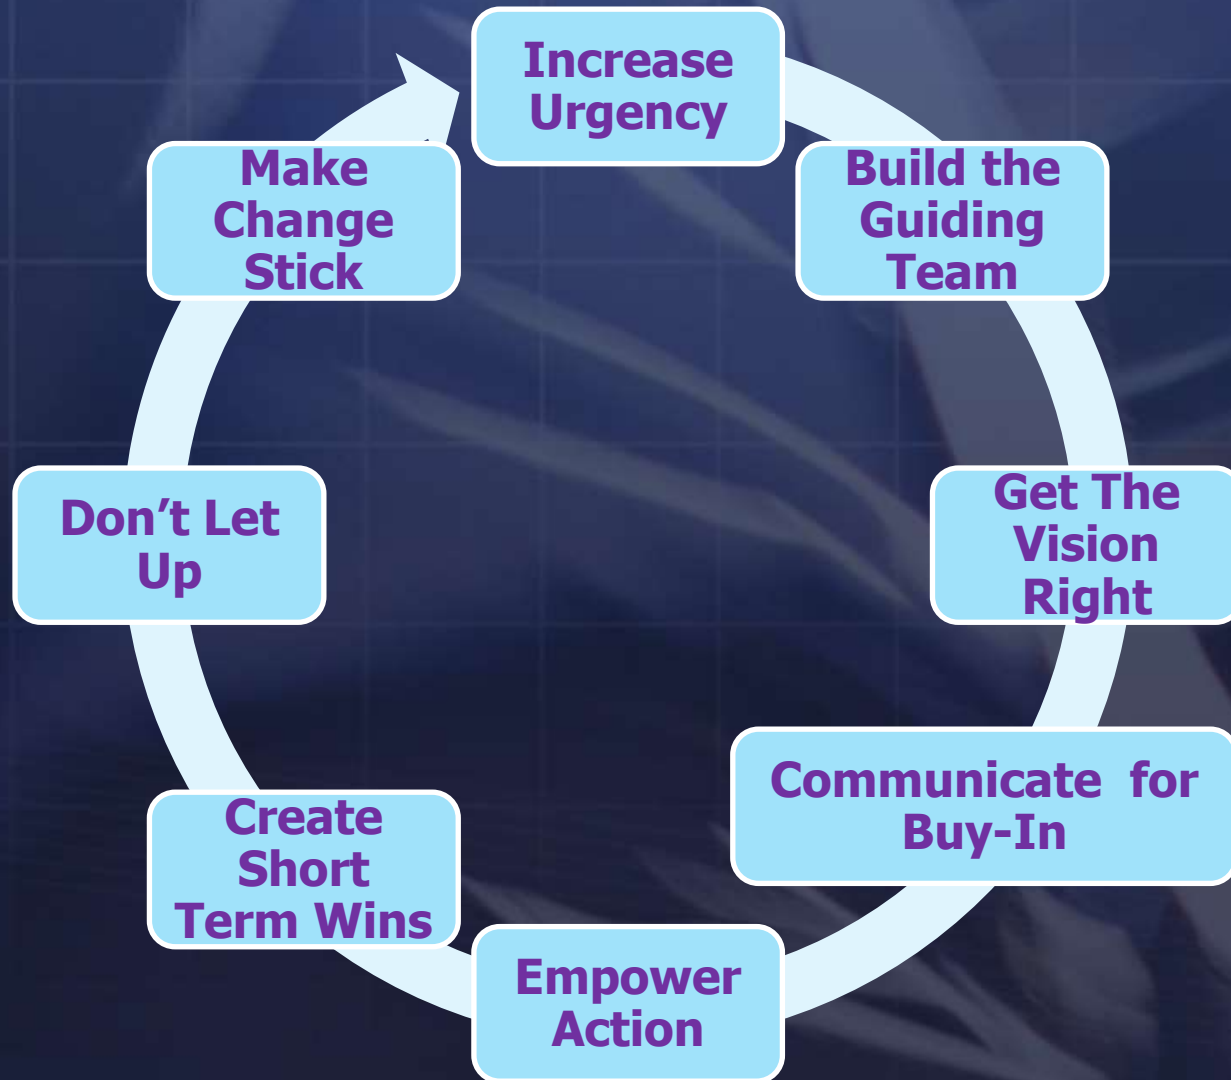 Increase
Urgency
Build the
Guiding
Team
Get The
Vision
Right
Communicate  for
Buy-In
Empower
Action
Create
Short
Term Wins
Don’t Let
Up
Make
Change
Stick